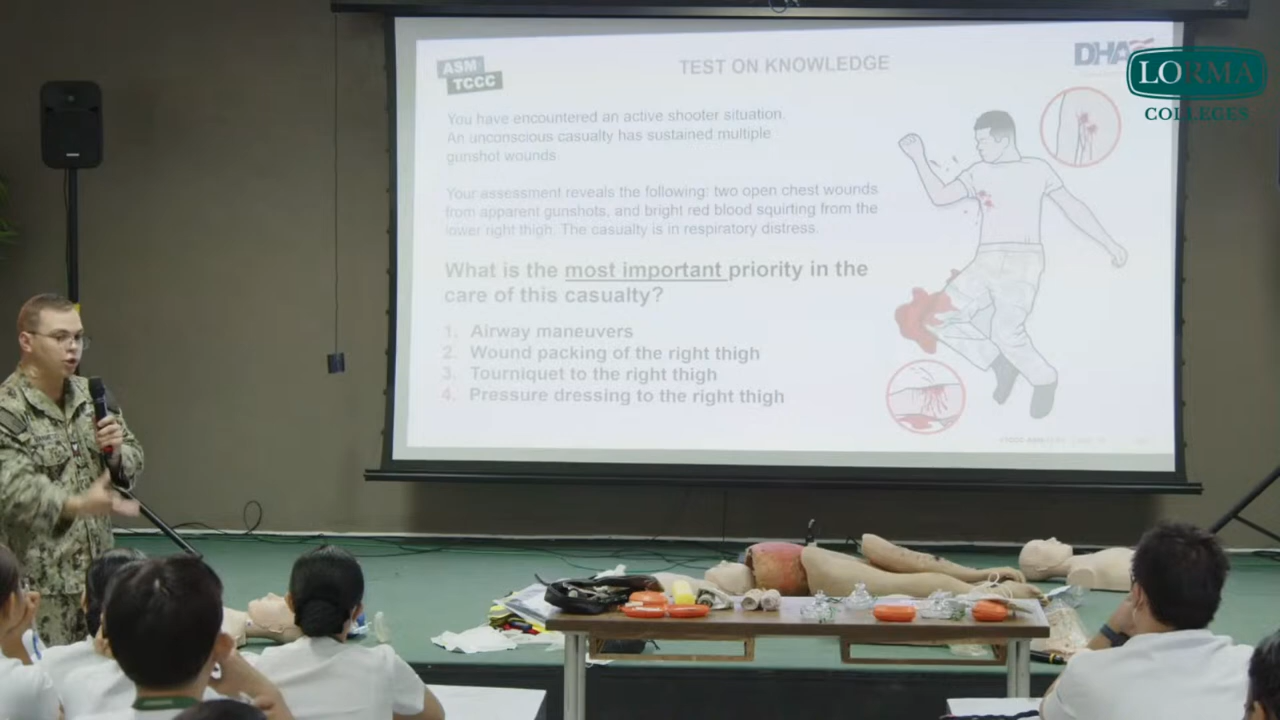 ASM
TCCC
TEST ON KNOWLEDGE
DHA
LORMA
COLLEGES
You have encountered an active shooter situation.
An unconscious casualty has sustained multiple
gunshot wounds
Your assessment reveals the following: two open chest wounds
from apparent gunshots, and bright red blood squirting from the
lower right thigh. The casualty is in respiratory distress.
What is the most important priority in the
care of this casualty?
1. Airway maneuvers
2. Wound packing of the right thigh
3. Tourniquet to the right thigh
4. Pressure dressing to the right thigh